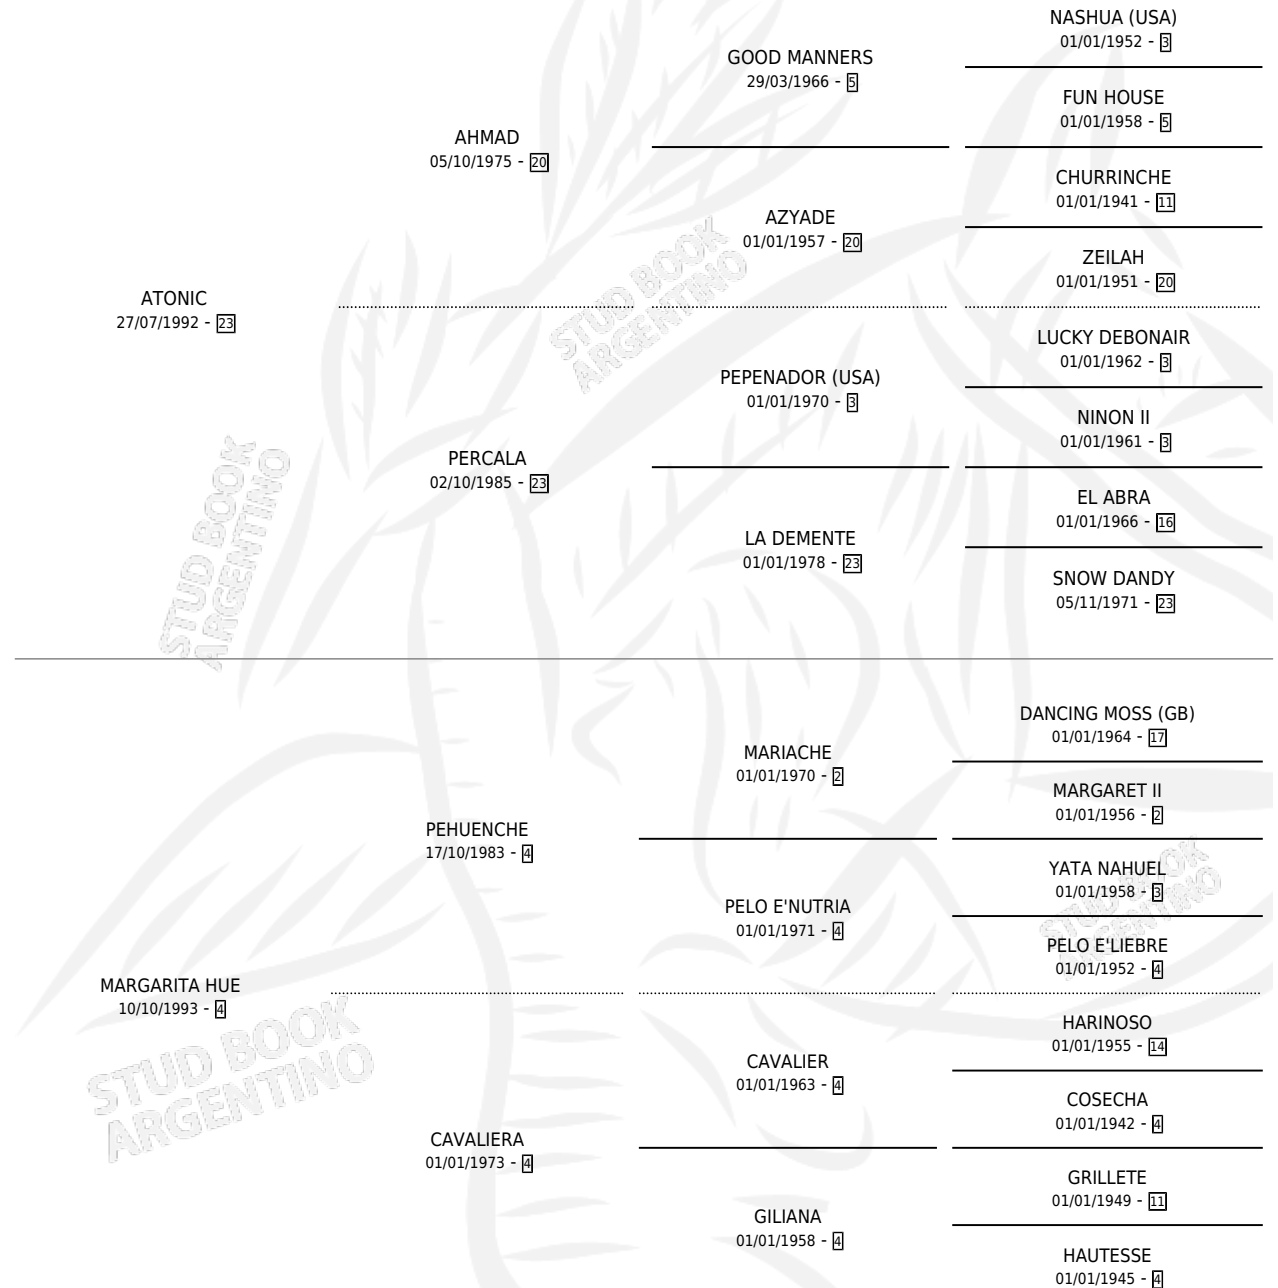 NASHUA (USA)
01/01/1952 - 3
GOOD MANNERS
29/03/1966 - 5
FUN HOUSE
01/01/1958 - 5
AHMAD
05/10/1975 - 20
CHURRINCHE
01/01/1941 - 11
AZYADE
01/01/1957 - 20
ZEILAH
01/01/1951 - 20
ATONIC
27/07/1992 - 23
LUCKY DEBONAIR
01/01/1962 - 3
PEPENADOR (USA)
01/01/1970 - 3
NINON II
01/01/1961 - 3
PERCALA
02/10/1985 - 23
EL ABRA
01/01/1966 - 16
LA DEMENTE
01/01/1978 - 23
SNOW DANDY
05/11/1971 - 23
STUD BOOK
ARGENTINO
STUD BOOK
ARGENTINO
DANCING MOSS (GB)
01/01/1964 - 17
MARIACHE
01/01/1970 - 2
MARGARET II
01/01/1956 - 2
PEHUENCHE
17/10/1983 - 4
YATA NAHUEL
01/01/1958 - 3
PELO E'NUTRIA
01/01/1971 - 4
PELO E'LIEBRE
01/01/1952 - 4
MARGARITA HUE
10/10/1993 - 4
HARINOSO
01/01/1955 - 14
CAVALIER
01/01/1963 - 4
COSECHA
01/01/1942 - 4
CAVALIERA
01/01/1973 - 4
GRILLETE
01/01/1949 - 11
GILIANA
01/01/1958 - 4
HAUTESSE
01/01/1945 - 4
STUD BOOK
ARGENTINO
STUD BOOK
ARGENTINO